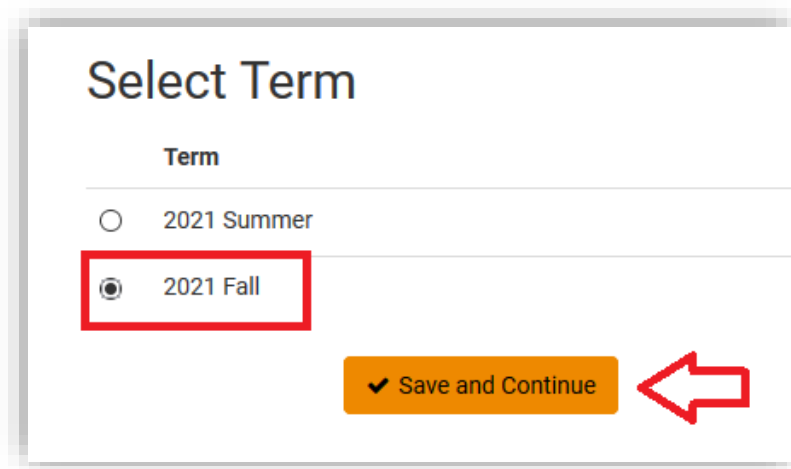 Select Term
Term
2021 Summer
2021 Fall
Save and Continue